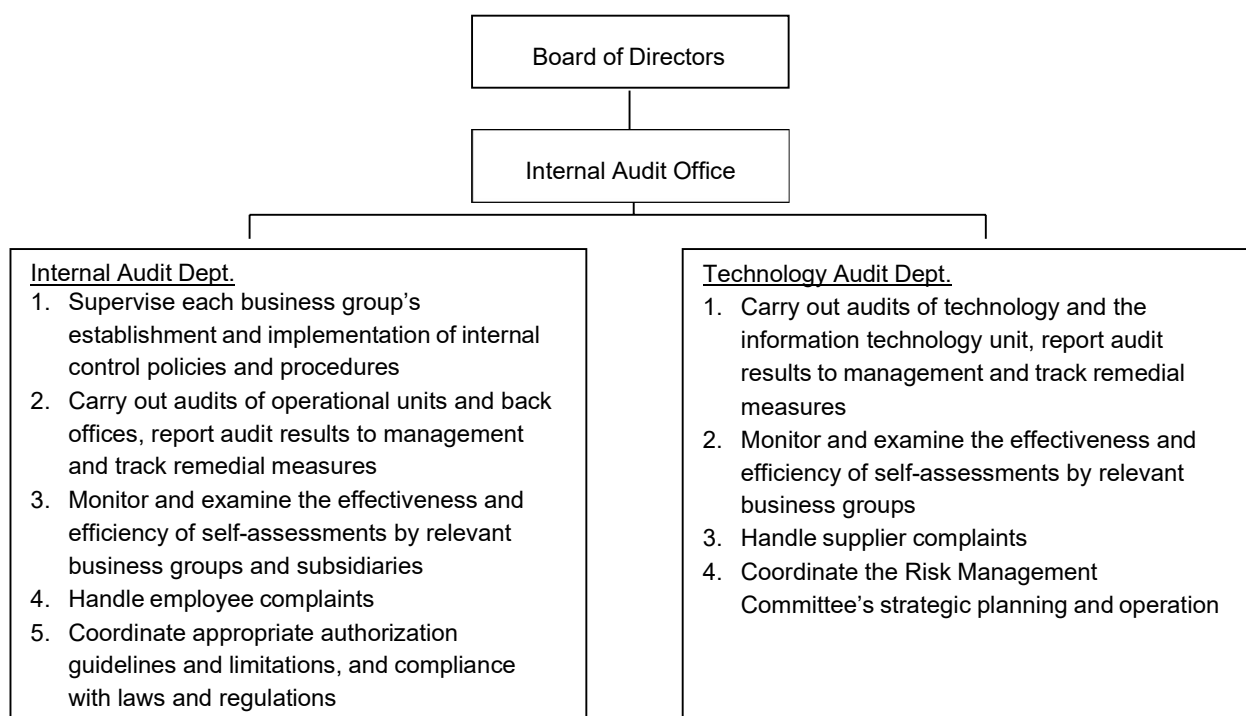 Board of Directors
Internal Audit Office
Internal Audit Dept.
1. Supervise each business group's
establishment and implementation of internal
control policies and procedures
2. Carry out audits of operational units and back
offices, report audit results to management
and track remedial measures
3. Monitor and examine the effectiveness and
efficiency of self-assessments by relevant
business groups and subsidiaries
4. Handle employee complaints
5. Coordinate appropriate authorization
guidelines and limitations, and compliance
with laws and regulations
Technology Audit Dept.
1. Carry out audits of technology and the
information technology unit, report audit
results to management and track remedial
measures
2. Monitor and examine the effectiveness and
efficiency of self-assessments by relevant
business groups
3. Handle supplier complaints
4. Coordinate the Risk Management
Committee's strategic planning and operation